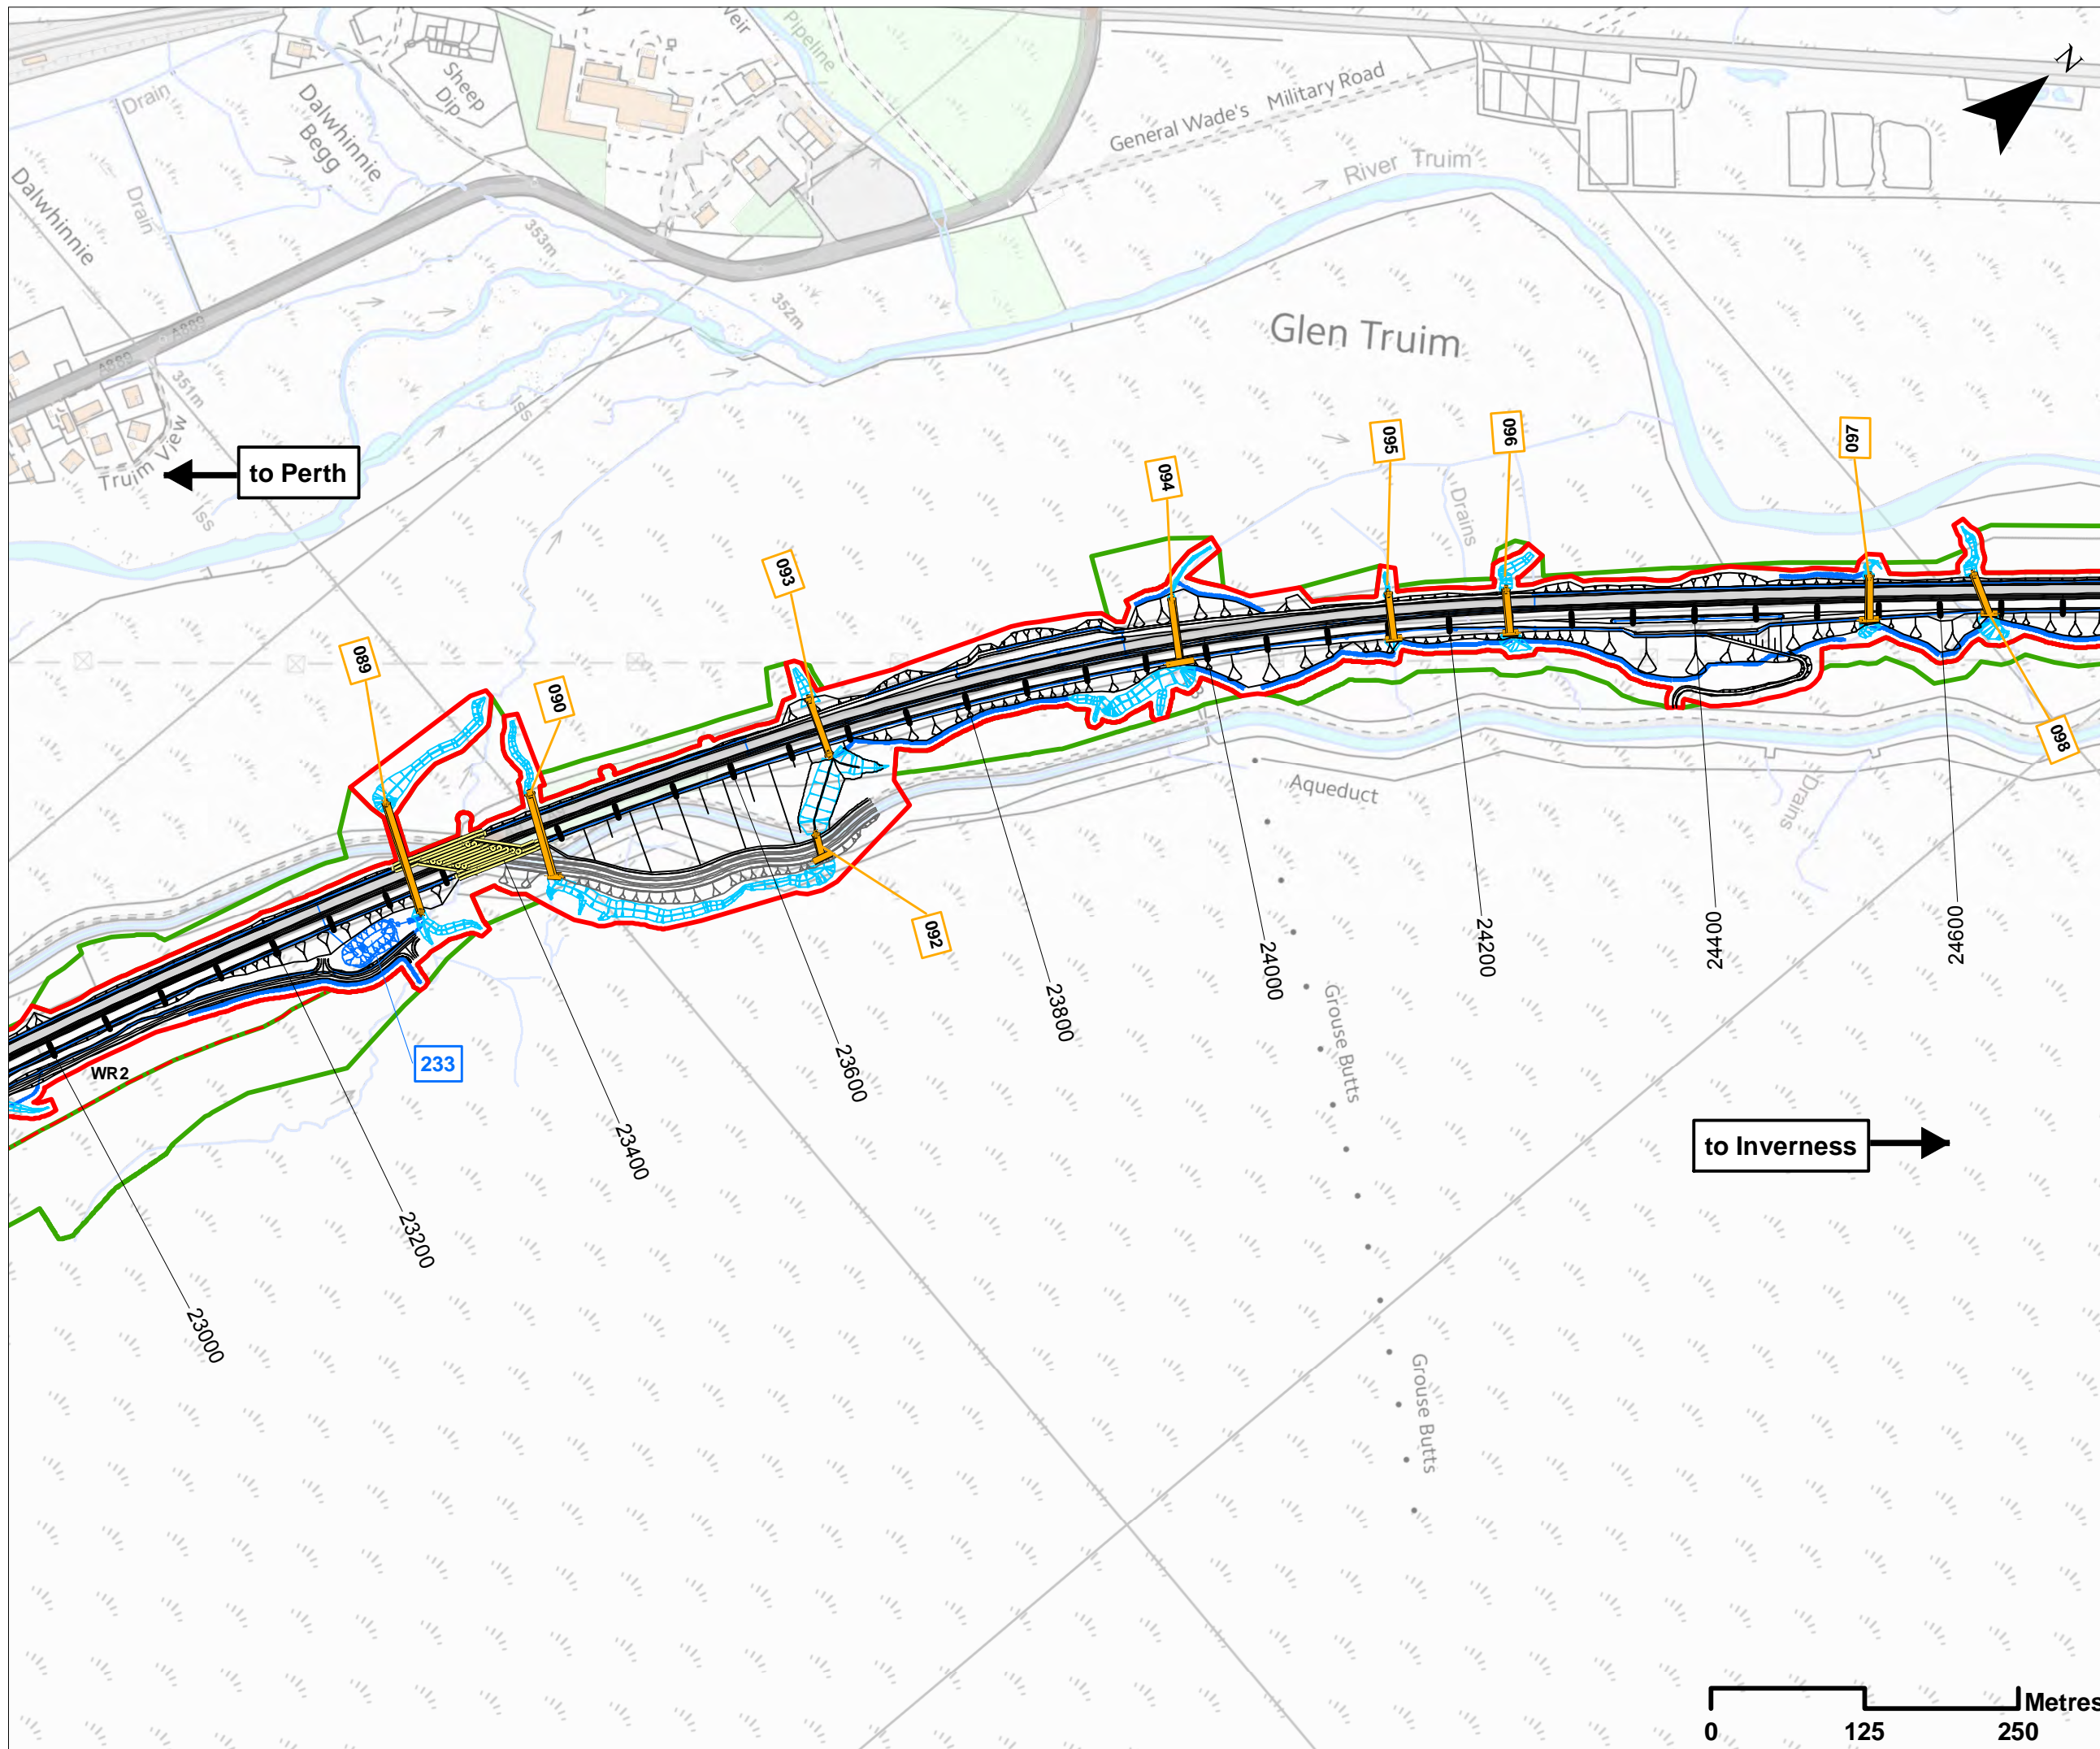 Weir
Pipeline
N
Sheep
Dip
Drain
Dalwhinnie
Begg
General Wade's Military Road
River Truim
Dalwhinnie
Drain
353m
352m
Glen Truim
A889
A889
351m
Iss
Truim View
to Perth
Iss
Drains
089
090
093
094
095
096
097
098
092
Aqueduct
Drains
WR2
233
23000
23200
23400
23600
23800
24000
24200
24400
24600
Grouse Butts
to Inverness
Grouse Butts
Metres
0 125 250